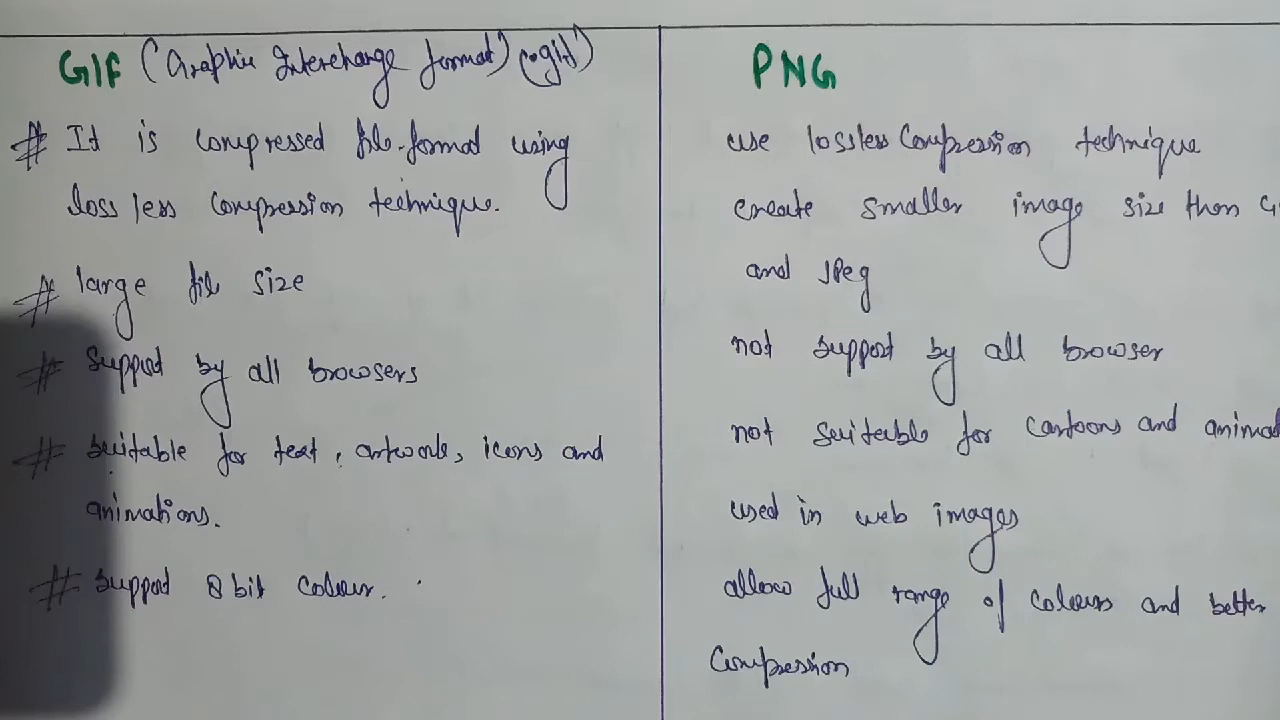 GIF (Graphic Interchange format) (.gif)
# It is compressed file-format using
loss less compression technique.
# large file size
# Support by all browsers
# suitable for text, artwork, icons and
animations.
# support 8 bit colour.
PNG
use lossless Compression technique
create smaller image size then G
and JPeg
not support by all browser
not suitable for cartoons and animat
used in web images
allow full range of colours and better
Compression